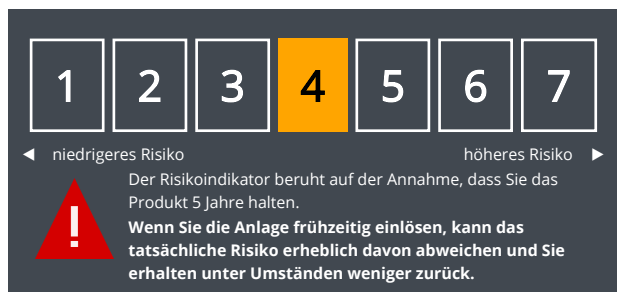 1 2 3 4 5 6 7
niedrigeres Risiko höheres Risiko
Der Risikoindikator beruht auf der Annahme, dass Sie das
Produkt 5 Jahre halten.
Wenn Sie die Anlage frühzeitig einlösen, kann das
tatsächliche Risiko erheblich davon abweichen und Sie
erhalten unter Umständen weniger zurück.